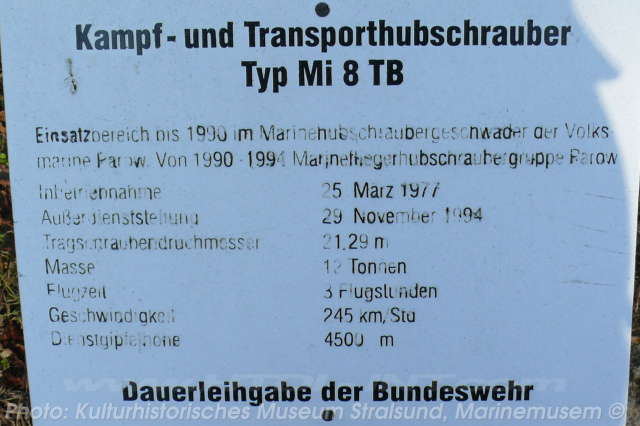 Kampf - und Transporthubschrauber
Typ Mi 8 TB
Einsatzbereich bis 1990 im Marinehubschraubergeschwader der Volks-
marine Parow. Von 1990 - 1994 Marinefliegerhubschraubergruppe Parow
Inbetriebnahme 25 März 1977
Außerdienststellung 29 November 1994
Tragschraubendruchmesser 21,29 m
Masse 12 Tonnen
Flugzeit 3 Flugstunden
Geschwindigkeit 245 km/Std
Dienstgipfelhöhe 4500 m
Dauerleihgabe der Bundeswehr
Photo: Kulturhistorisches Museum Stralsund, Marinemusem ©